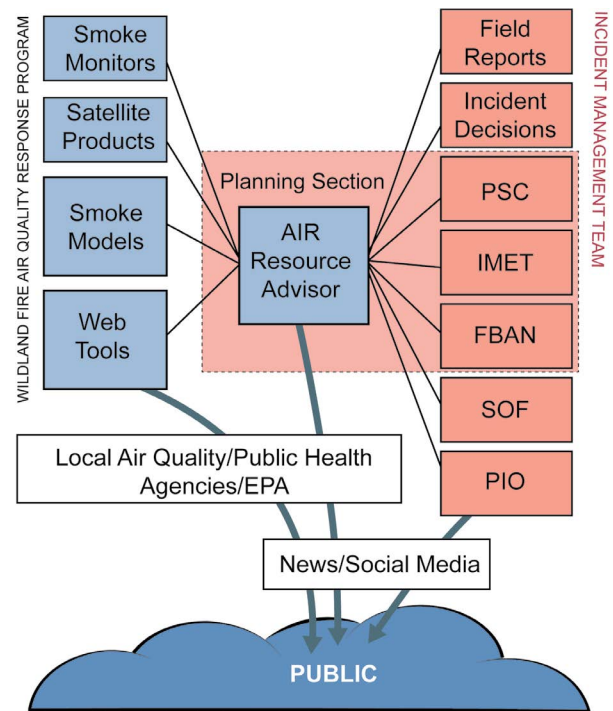 WILDLAND FIRE AIR QUALITY RESPONSE PROGRAM
Smoke
Monitors
Satellite
Products
Smoke
Models
Web
Tools
Planning Section
AIR
Resource
Advisor
Field
Reports
Incident
Decisions
PSC
IMET
FBAN
SOF
PIO
INCIDENT MANAGEMENT TEAM
Local Air Quality/Public Health
Agencies/EPA
News/Social Media
PUBLIC